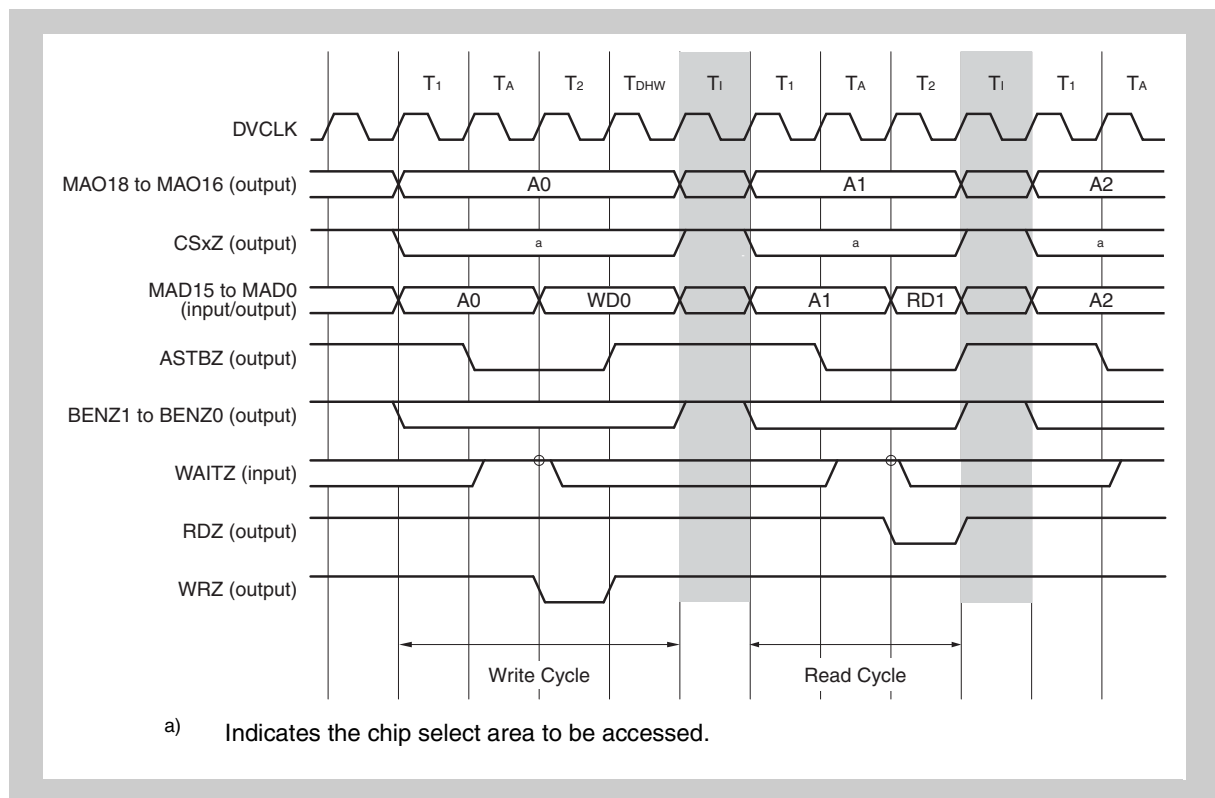 T1 TA T2 TDHW TI T1 TA T2 TI T1 TA
DVCLK
MAO18 to MAO16 (output) A0 A1 A2
CSxZ (output) a a a
MAD15 to MAD0
(input/output) A0 WD0 A1 RD1 A2
ASTBZ (output)
BENZ1 to BENZ0 (output)
WAITZ (input)
RDZ (output)
WRZ (output)
Write Cycle Read Cycle
a) Indicates the chip select area to be accessed.